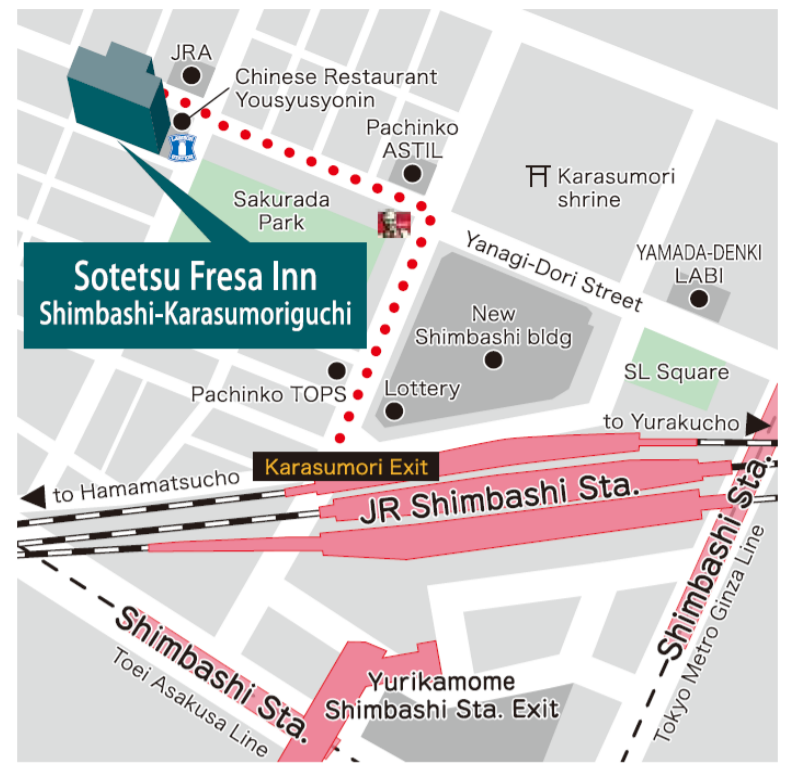 JRA
Chinese Restaurant
Yousyusyonin
Pachinko
ASTIL
Karasumori
shrine
Sakurada
Park
Yanagi-Dori Street
YAMADA-DENKI
LABI
Sotetsu Fresa Inn
Shimbashi-Karasumoriguchi
New
Shimbashi bldg
SL Square
Pachinko TOPS
Lottery
to Yurakucho
Karasumori Exit
to Hamamatsucho
JR Shimbashi Sta.
Shimbashi Sta.
Tokyo Metro Ginza Line
Shimbashi Sta.
Toei Asakusa Line
Yurikamome
Shimbashi Sta. Exit